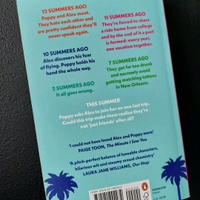 12 SUMMERS AGO
Poppy and Alex meet.
They hate each other and
are pretty confident they'll
never speak again.
11 SUMMERS AGO
They're forced to share
a ride home from college
and by the end of it a pact
is formed: every year,
one vacation together.
10 SUMMERS AGO
Alex discovers his fear
of flying. Poppy holds his
hand the whole way.
7 SUMMERS AGO
They get far too drunk
and narrowly avoid
getting matching tattoos
in New Orleans.
2 SUMMERS AGO
It all goes wrong.
THIS SUMMER
Poppy asks Alex to join her on one last trip.
Could this trip make them realize they're
not 'just friends' after all?
'I could not have loved Alex and Poppy more!'
PAIGE TOON, The Minute I Saw You
'A pitch-perfect balance of loveable characters,
hilarious wit and steamy sexual chemistry'
LAURA JANE WILLIAMS, Our Stop